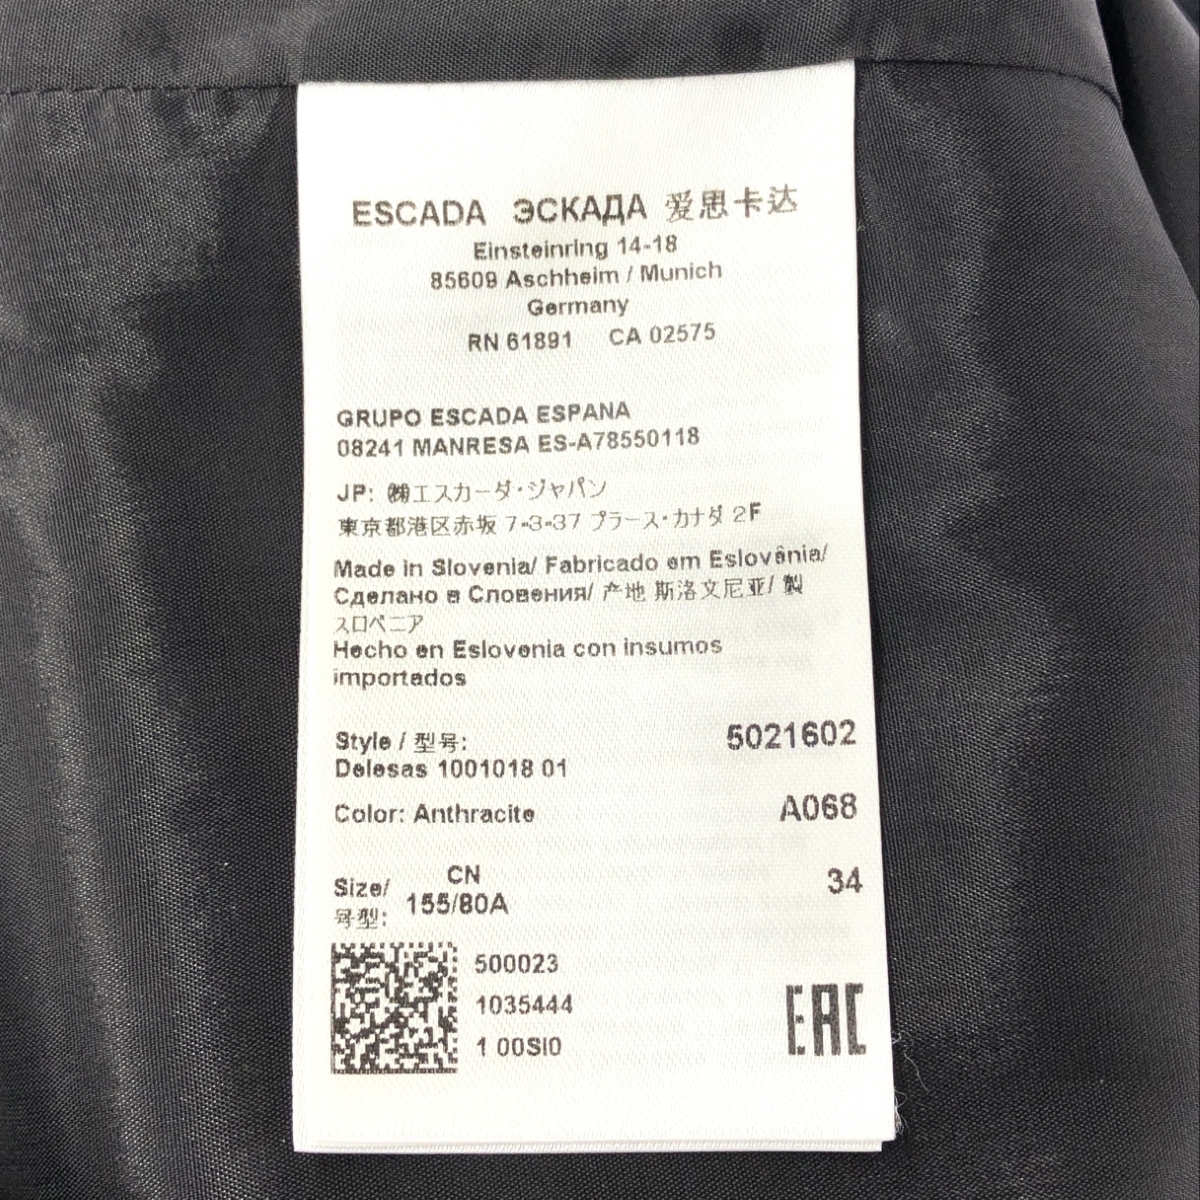 ESCADA ЭСКАДА 爱思卡达
Einsteinring 14-18
85609 Aschheim / Munich
Germany
RN 61891 CA 02575
GRUPO ESCADA ESPANA
08241 MANRESA ES-A78550118
JP: ㈱エスカーダ・ジャパン
東京都港区赤坂 7-3-37 プラース・カナダ 2F
Made in Slovenia/ Fabricado em Eslovênia/
Сделано в Словения/ 产地 斯洛文尼亚/ 製
スロベニア
Hecho en Eslovenia con insumos
importados
Style / 型号: 5021602
Delesas 1001018 01
Color: Anthracite A068
Size/ CN 34
号型: 155/80A
500023
1035444
1 00SI0
EAC